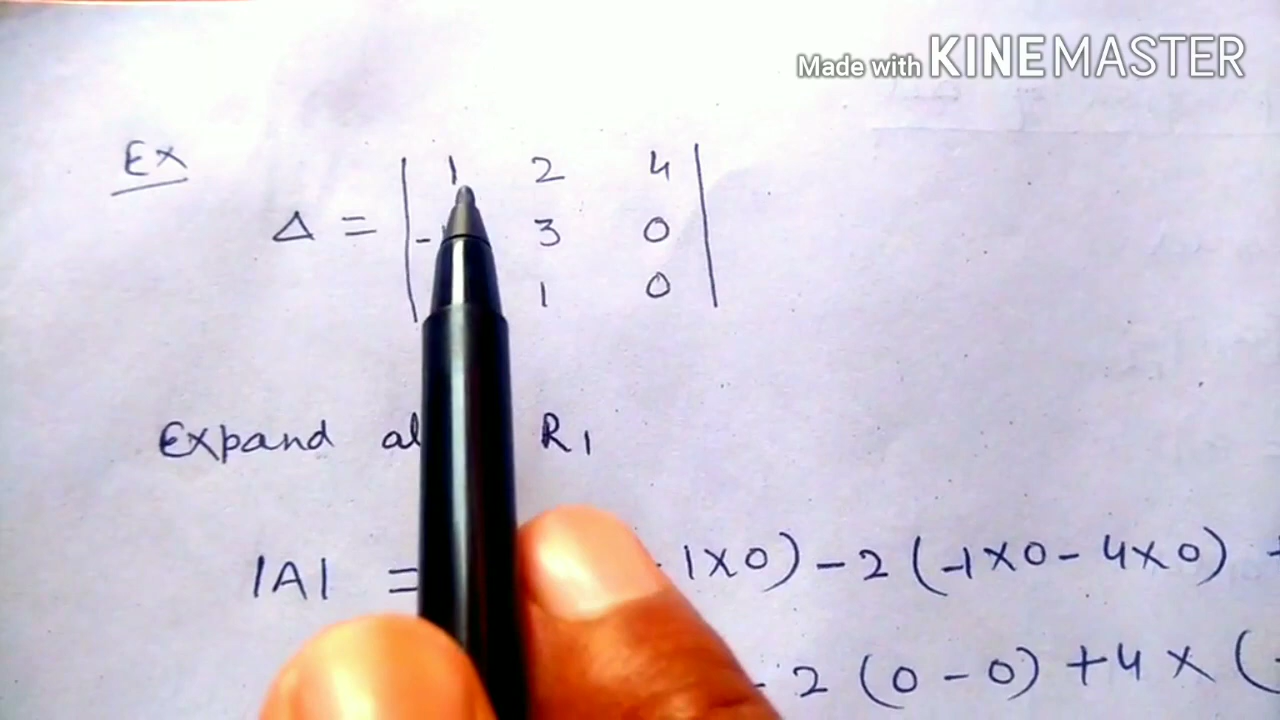 Made with KINEMASTER
Ex
Δ = | 1 2 4 |
- 3 0
1 0
Expand al R1
|A| = 1×0) - 2 (-1×0 - 4×0)
2 (0 - 0) + 4 × (